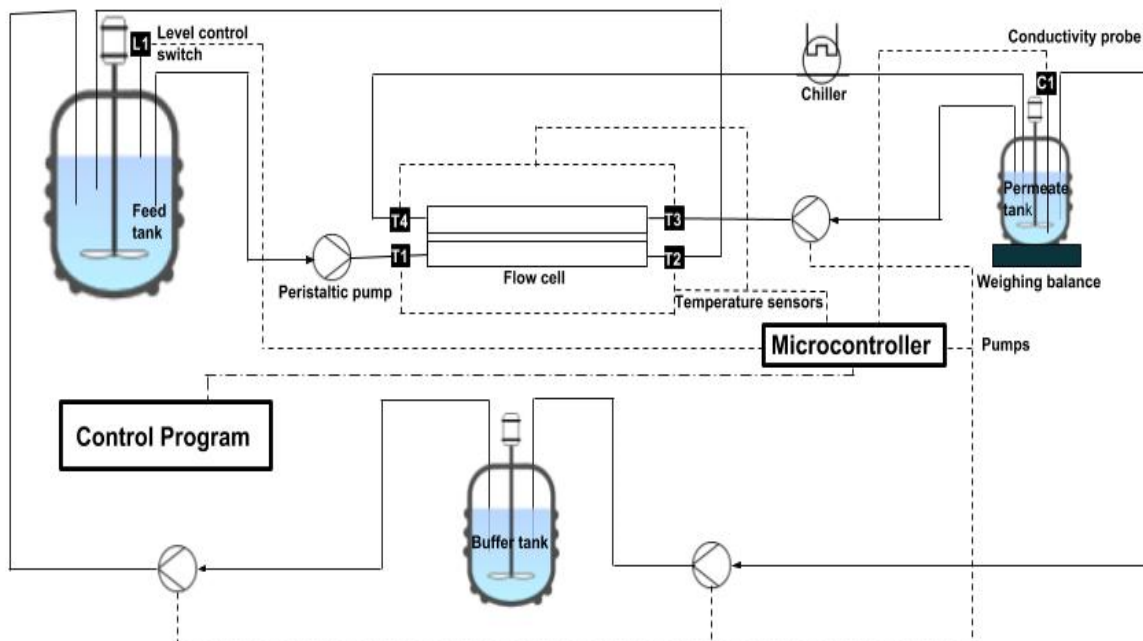 L1
Level control
switch
Conductivity probe
C1
Chiller
Feed
tank
Permeate
tank
T4
T3
T1
T2
Peristaltic pump
Flow cell
Temperature sensors
Weighing balance
Microcontroller
Pumps
Control Program
Buffer tank